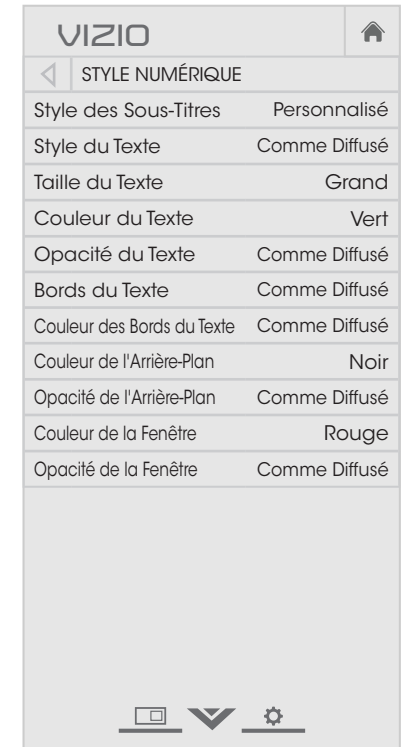 VIZIO
STYLE NUMÉRIQUE
Style des Sous-Titres Personnalisé
Style du Texte Comme Diffusé
Taille du Texte Grand
Couleur du Texte Vert
Opacité du Texte Comme Diffusé
Bords du Texte Comme Diffusé
Couleur des Bords du Texte Comme Diffusé
Couleur de l'Arrière-Plan Noir
Opacité de l'Arrière-Plan Comme Diffusé
Couleur de la Fenêtre Rouge
Opacité de la Fenêtre Comme Diffusé